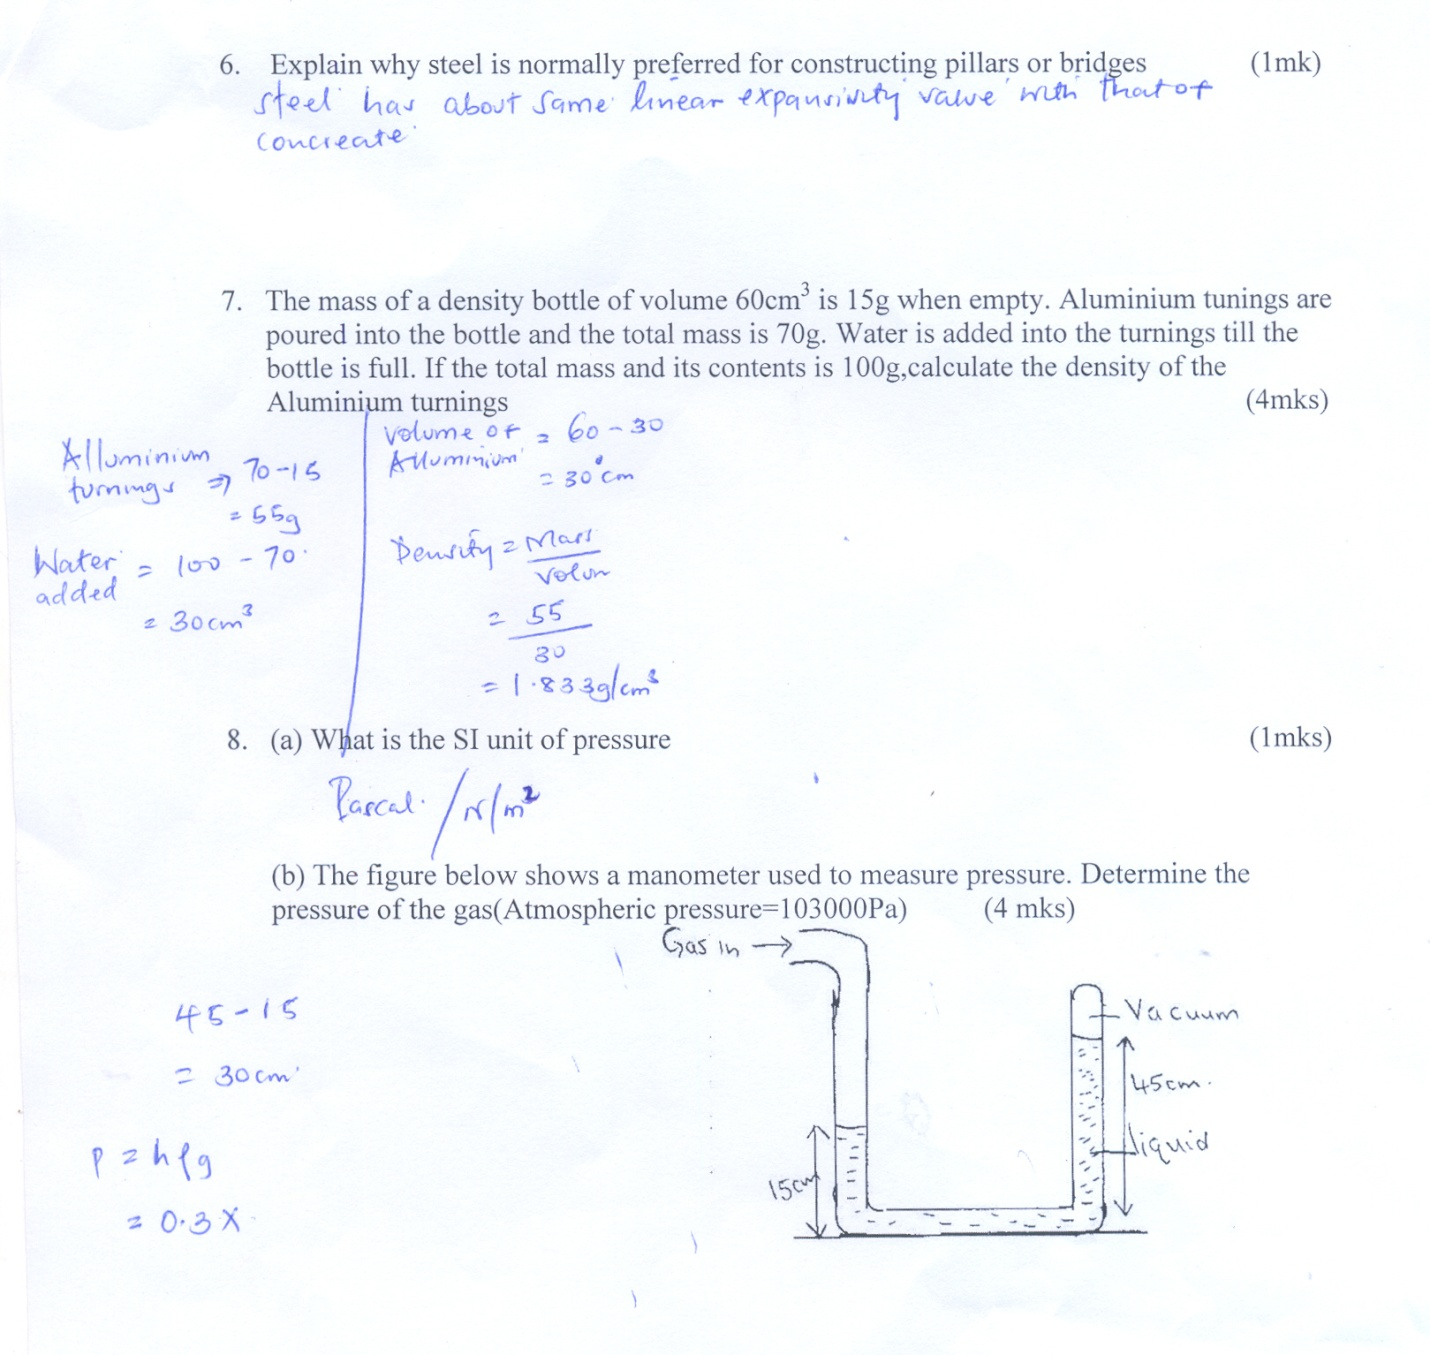 6. Explain why steel is normally preferred for constructing pillars or bridges (1mk)
steel has about same linear expansivity value with that of
concreate
7. The mass of a density bottle of volume 60cm³ is 15g when empty. Aluminium tunings are
poured into the bottle and the total mass is 70g. Water is added into the turnings till the
bottle is full. If the total mass and its contents is 100g,calculate the density of the
Aluminium turnings (4mks)
Alluminium
turnings ⇒ 70-15
= 55g
Water
added = 100 - 70
= 30cm³
Volume of
Alluminium = 60 - 30
= 30 cm
Density = Mass
Volum
= 55
30
= 1.833g/cm³
8. (a) What is the SI unit of pressure (1mks)
Pascal. / N/m²
(b) The figure below shows a manometer used to measure pressure. Determine the
pressure of the gas(Atmospheric pressure=103000Pa) (4 mks)
Gas in →
Vacuum
45cm.
liquid
15cm
45-15
= 30cm
P = hρg
= 0.3 X